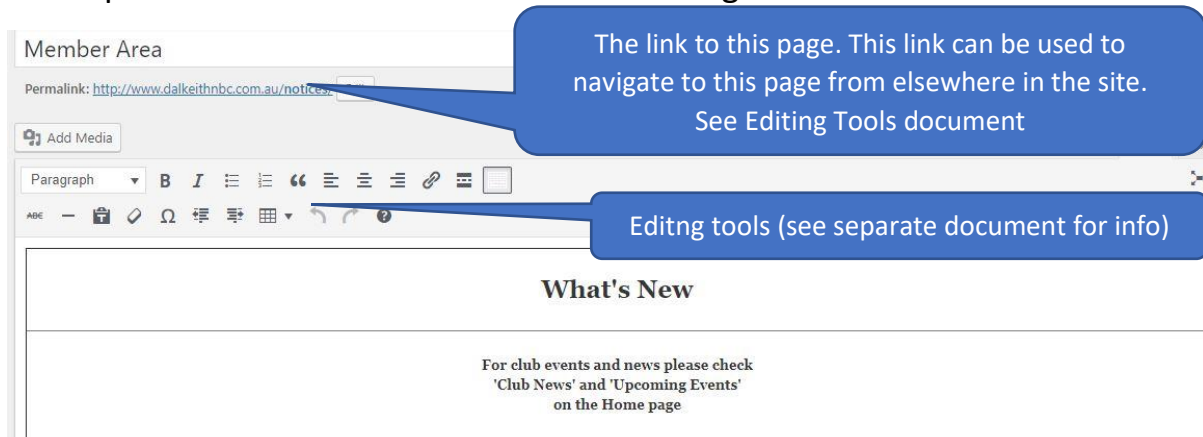 Member Area
The link to this page. This link can be used to
navigate to this page from elsewhere in the site.
See Editing Tools document
Permalink: http://www.dalkeithnbc.com.au/notices/
Add Media
Paragraph
B I
ABC
Editng tools (see separate document for info)
What's New
For club events and news please check
'Club News' and 'Upcoming Events'
on the Home page